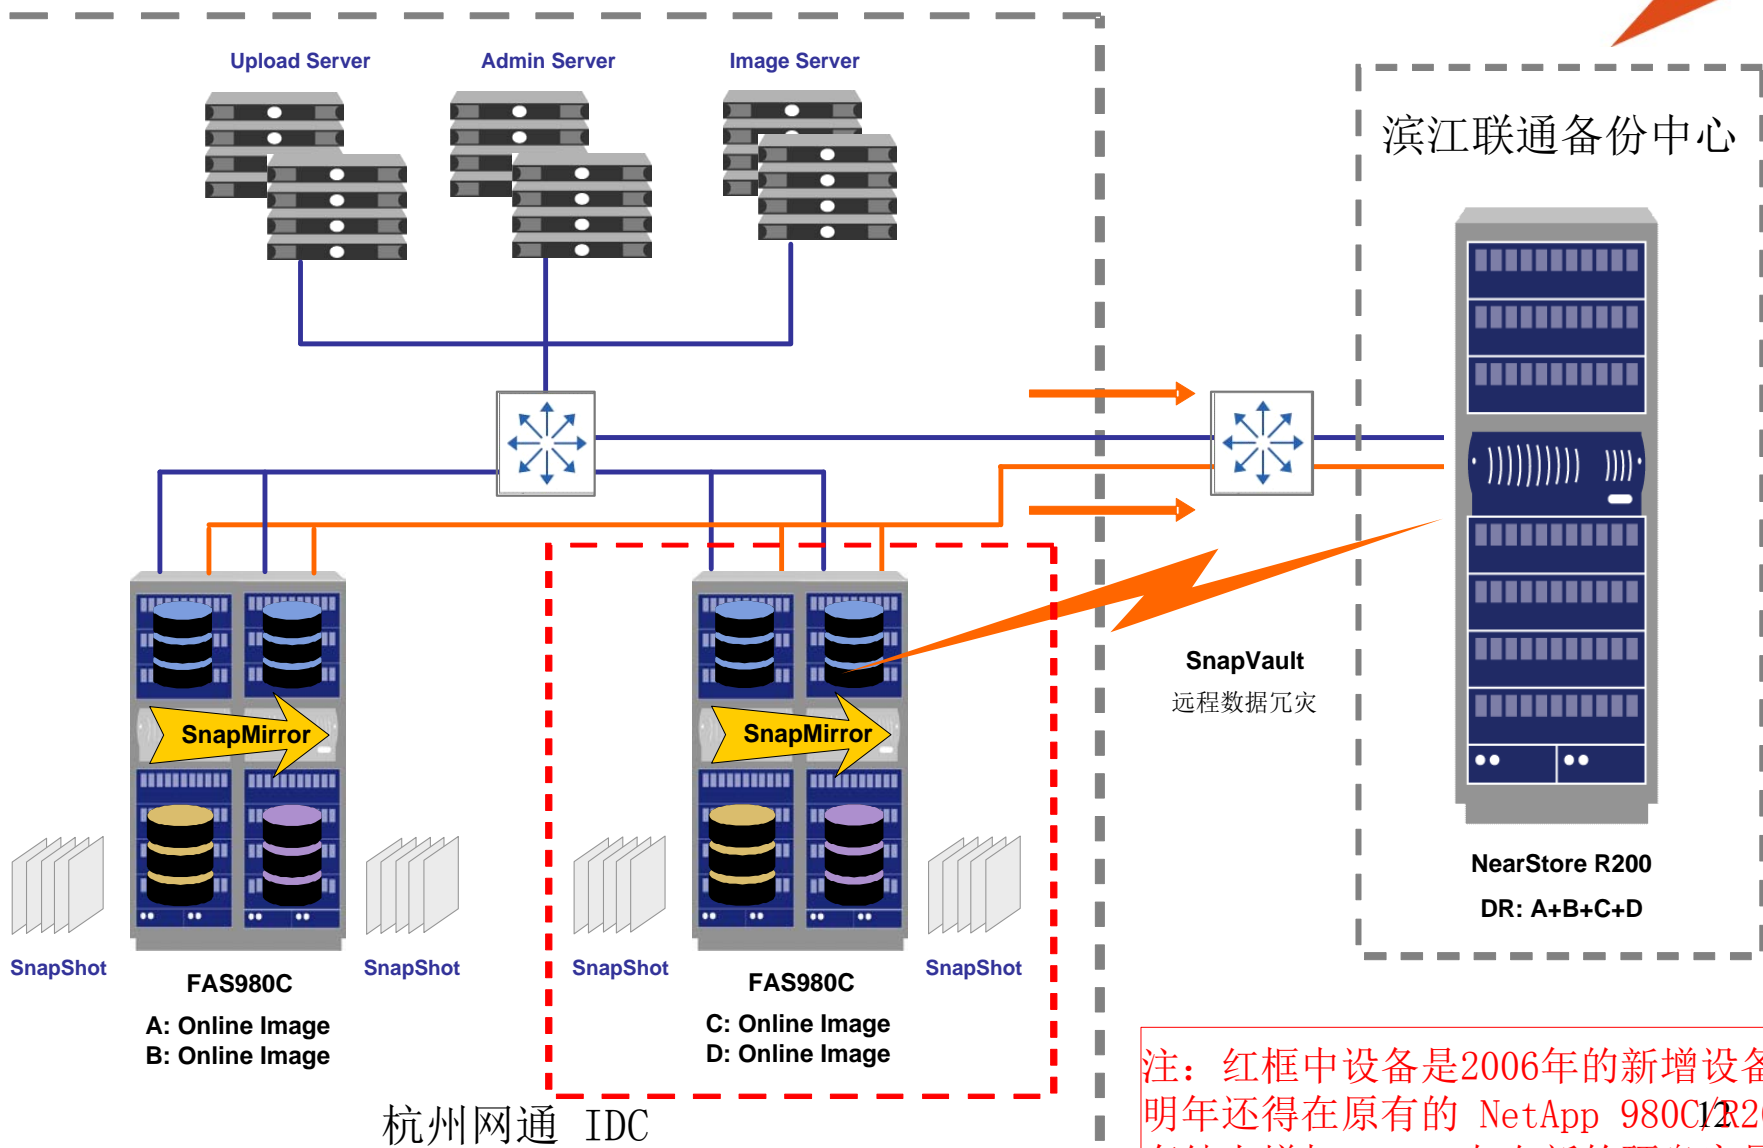 Upload Server
Admin Server
Image Server
滨江联通备份中心
SnapVault
远程数据冗灾
SnapMirror
SnapMirror
NearStore R200
DR: A+B+C+D
SnapShot
SnapShot
SnapShot
SnapShot
FAS980C
A: Online Image
B: Online Image
FAS980C
C: Online Image
D: Online Image
杭州网通 IDC
注：红框中设备是2006年的新增设备
明年还得在原有的 NetApp 980C/R20
12